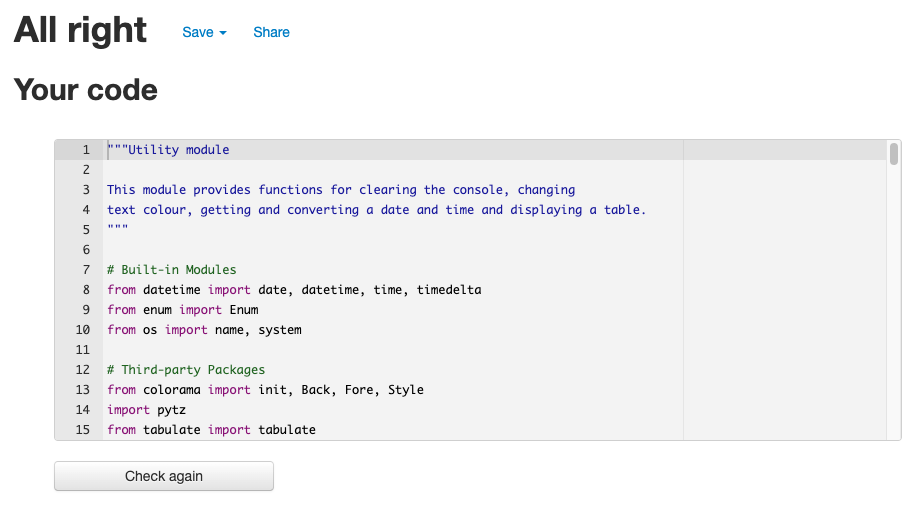 All right Save Share
Your code
1 """Utility module
2
3 This module provides functions for clearing the console, changing
4 text colour, getting and converting a date and time and displaying a table.
5 """
6
7 # Built-in Modules
8 from datetime import date, datetime, time, timedelta
9 from enum import Enum
10 from os import name, system
11
12 # Third-party Packages
13 from colorama import init, Back, Fore, Style
14 import pytz
15 from tabulate import tabulate
Check again